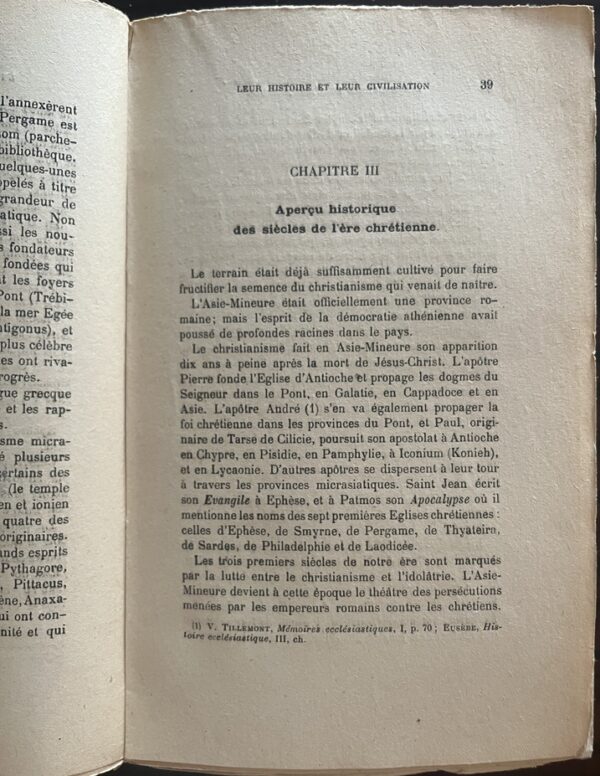 l'annexèrent
Pergame est
om (parche-
bibliothèque.
uelques-unes
pelés à titre
grandeur de
atique. Non
ssi les nou-
s fondateurs
fondées qui
t les foyers
Pont (Trébi-
la mer Egée
ntigonus), et
plus célèbre
es ont riva-
rogrès.
gue grecque
et les rap-
s.
sme micra-
é plusieurs
ertains des
(le temple
en et ionien
quatre des
originaires.
ands esprits
Pythagore,
, Pittacus,
ène, Anaxa-
ui ont con-
nité et qui
LEUR HISTOIRE ET LEUR CIVILISATION 39
CHAPITRE III
Aperçu historique
des siècles de l'ère chrétienne.
Le terrain était déjà suffisamment cultivé pour faire
fructifier la semence du christianisme qui venait de naître.
L'Asie-Mineure était officiellement une province ro-
maine; mais l'esprit de la démocratie athénienne avait
poussé de profondes racines dans le pays.
Le christianisme fait en Asie-Mineure son apparition
dix ans à peine après la mort de Jésus-Christ. L'apôtre
Pierre fonde l'Eglise d'Antioche et propage les dogmes du
Seigneur dans le Pont, en Galatie, en Cappadoce et en
Asie. L'apôtre André (1) s'en va également propager la
foi chrétienne dans les provinces du Pont, et Paul, origi-
naire de Tarse de Cilicie, poursuit son apostolat à Antioche
en Chypre, en Pisidie, en Pamphylie, à Iconium (Konieh),
et en Lycaonie. D'autres apôtres se dispersent à leur tour
à travers les provinces micrasiatiques. Saint Jean écrit
son Evangile à Ephèse, et à Patmos son Apocalypse où il
mentionne les noms des sept premières Eglises chrétiennes :
celles d'Ephèse, de Smyrne, de Pergame, de Thyateira,
de Sardes, de Philadelphie et de Laodicée.
Les trois premiers siècles de notre ère sont marqués
par la lutte entre le christianisme et l'idolâtrie. L'Asie-
Mineure devient à cette époque le théâtre des persécutions
menées par les empereurs romains contre les chrétiens.
(1) V. TILLEMONT, Mémoires ecclésiastiques, I, p. 70 ; EUSÈBE, His-
toire ecclésiastique, III, ch.